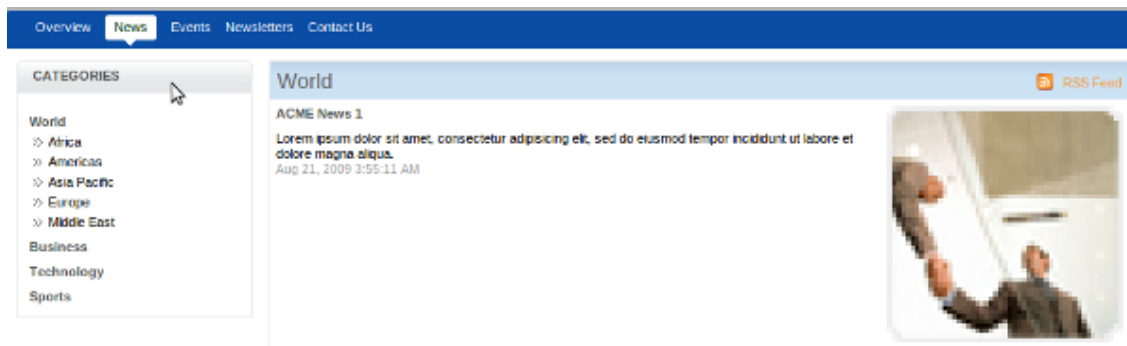 Overview News Events Newsletters Contact Us
CATEGORIES
World
» Africa
» Americas
» Asia Pacific
» Europe
» Middle East
Business
Technology
Sports
World
RSS Feed
ACME News 1
Lorem ipsum dolor sit amet, consectetur adipisicing elit, sed do eiusmod tempor incididunt ut labore et
dolore magna aliqua.
Aug 21, 2009 3:55:11 AM